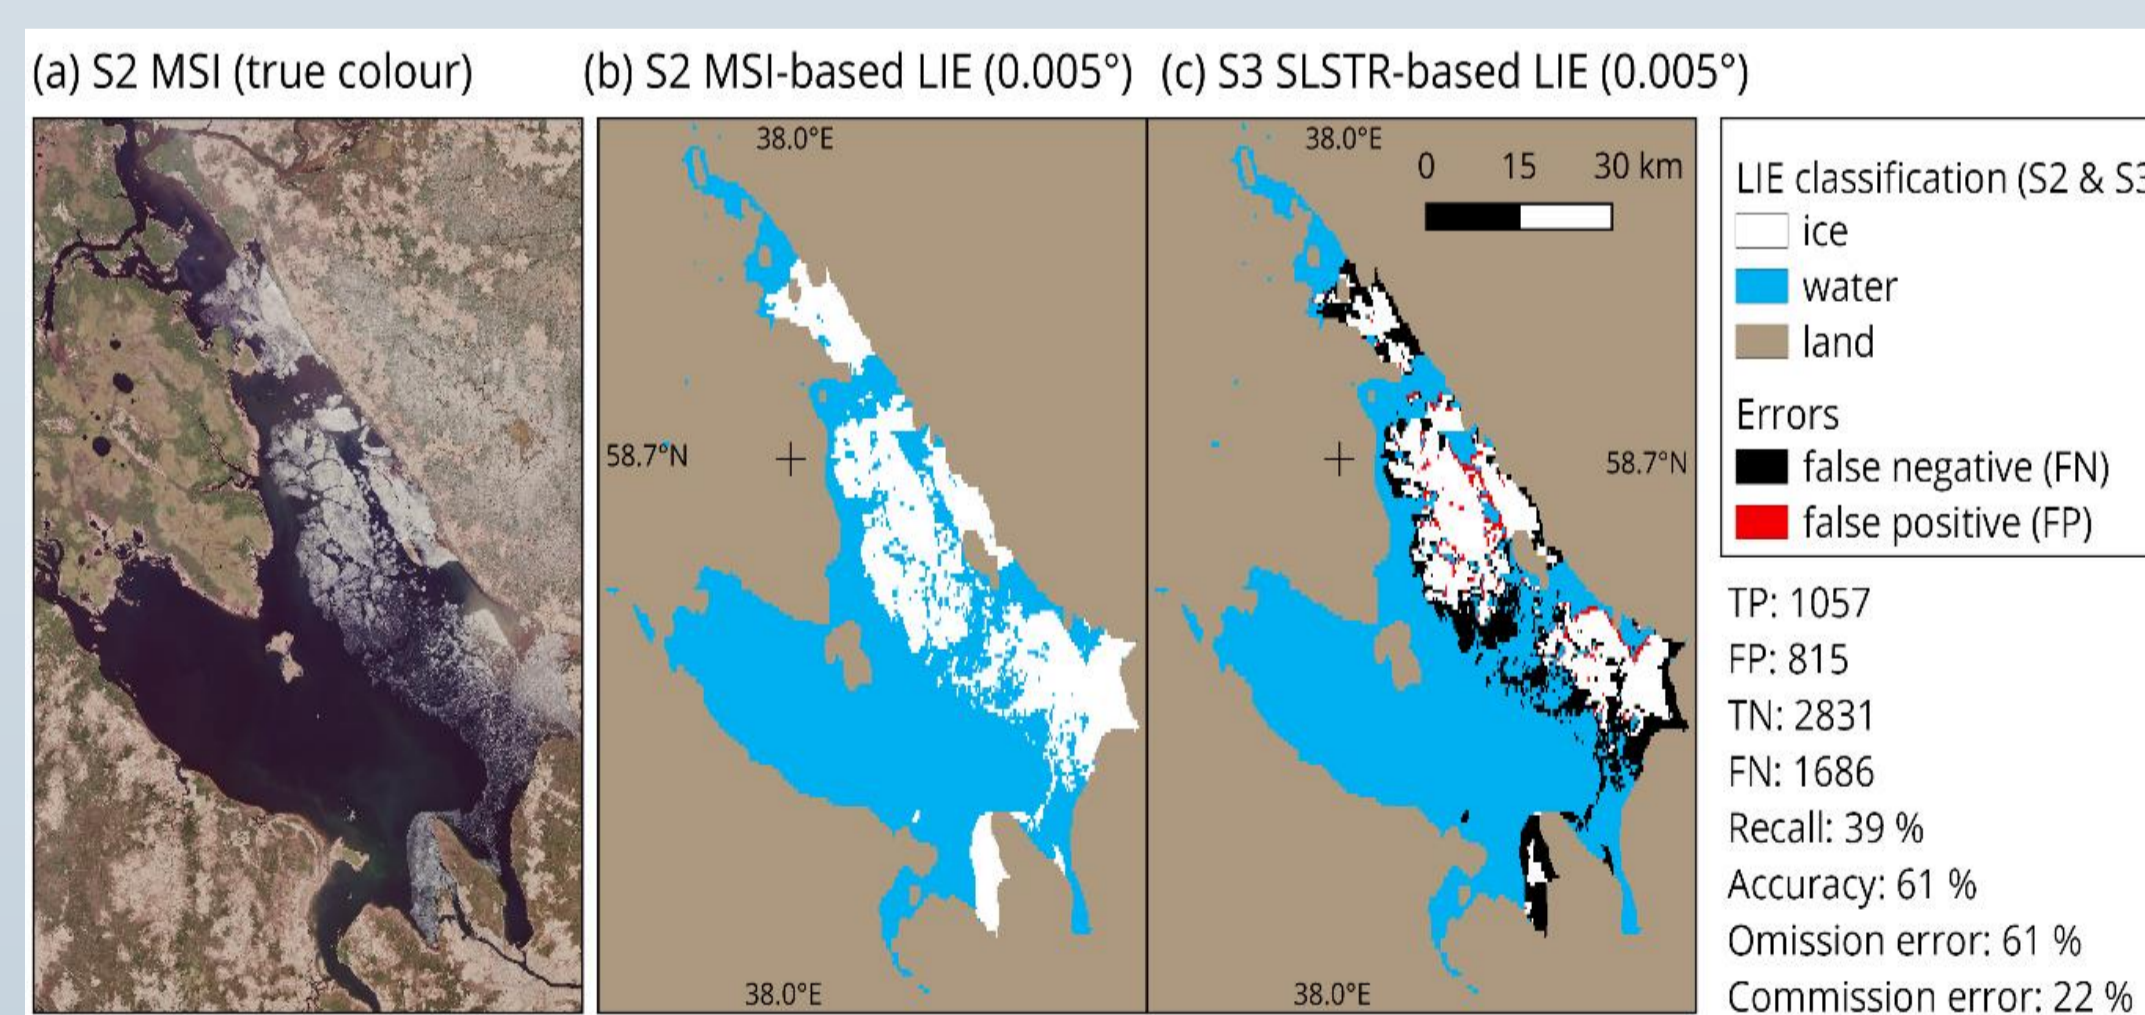 (a) S2 MSI (true colour)
(b) S2 MSI-based LIE (0.005°)
(c) S3 SLSTR-based LIE (0.005°)
38.0°E
58.7°N
38.0°E
38.0°E
0 15 30 km
58.7°N
38.0°E
LIE classification (S2 & S3
ice
water
land
Errors
false negative (FN)
false positive (FP)
TP: 1057
FP: 815
TN: 2831
FN: 1686
Recall: 39 %
Accuracy: 61 %
Omission error: 61 %
Commission error: 22 %